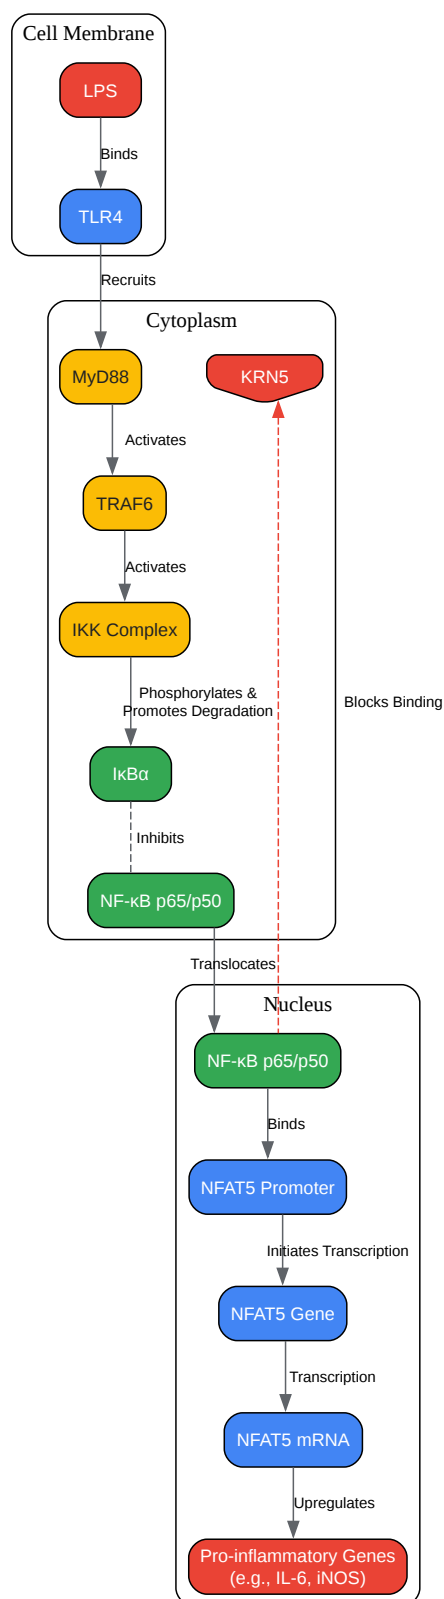 Cell Membrane
LPS
Binds
TLR4
Recruits
Cytoplasm
MyD88
KRN5
Activates
TRAF6
Activates
IKK Complex
Phosphorylates &
Promotes Degradation
Blocks Binding
IκBα
Inhibits
NF-κB p65/p50
Translocates
Nucleus
NF-κB p65/p50
Binds
NFAT5 Promoter
Initiates Transcription
NFAT5 Gene
Transcription
NFAT5 mRNA
Upregulates
Pro-inflammatory Genes
(e.g., IL-6, iNOS)